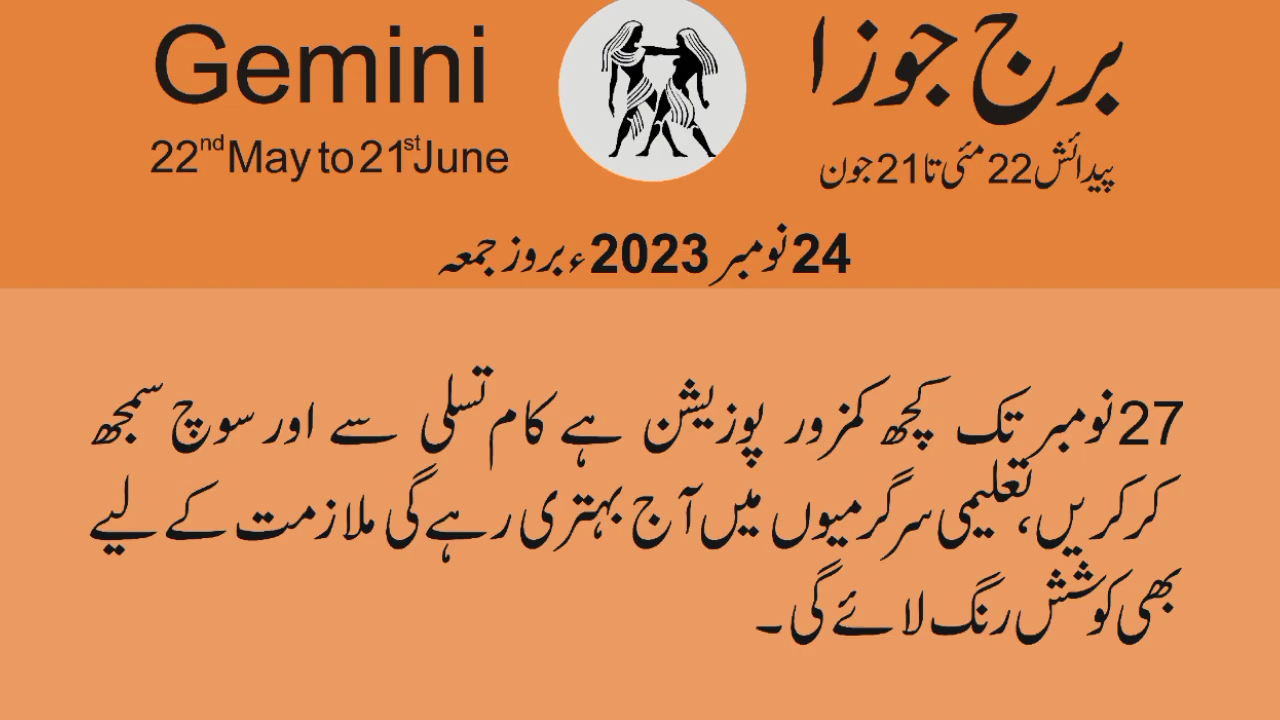 Gemini
برج جوزا
22nd May to 21st June
پیدائش 22 مئی تا 21 جون
24 نومبر 2023ء بروز جمعہ
27 نومبر تک کچھ کمزور پوزیشن ہے کام تسلی سے اور سوچ سمجھ
کر کریں، تعلیمی سرگرمیوں میں آج بہتری رہے گی ملازمت کے لیے
بھی کوشش رنگ لائے گی۔